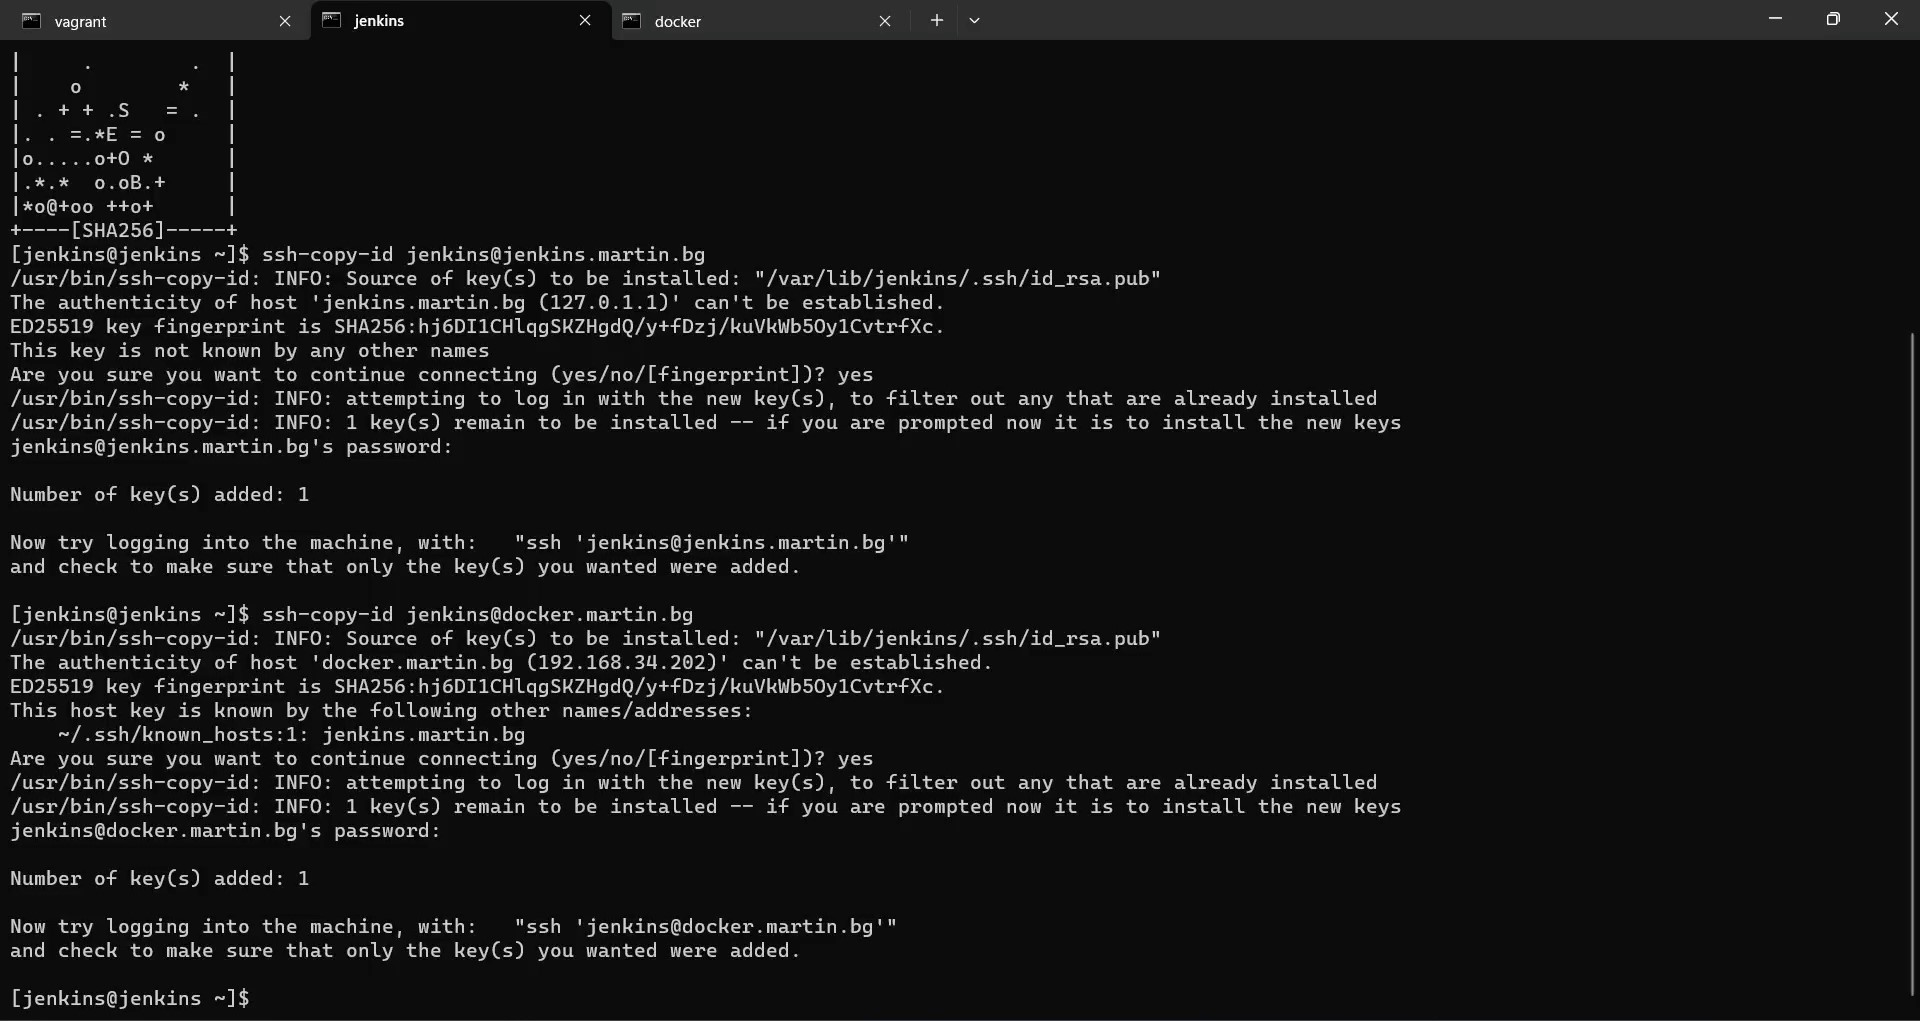 vagrant
jenkins
docker
|     .        .  |
|    o        *   |
| . + + .S   = .  |
|. . =.*E = o     |
|o.....o+O *      |
|.*.*  o.oB.+     |
|*o@+oo ++o+      |
+----[SHA256]-----+
[jenkins@jenkins ~]$ ssh-copy-id jenkins@jenkins.martin.bg
/usr/bin/ssh-copy-id: INFO: Source of key(s) to be installed: "/var/lib/jenkins/.ssh/id_rsa.pub"
The authenticity of host 'jenkins.martin.bg (127.0.1.1)' can't be established.
ED25519 key fingerprint is SHA256:hj6DI1CHlqgSKZHgdQ/y+fDzj/kuVkWb5Oy1CvtrfXc.
This key is not known by any other names
Are you sure you want to continue connecting (yes/no/[fingerprint])? yes
/usr/bin/ssh-copy-id: INFO: attempting to log in with the new key(s), to filter out any that are already installed
/usr/bin/ssh-copy-id: INFO: 1 key(s) remain to be installed -- if you are prompted now it is to install the new keys
jenkins@jenkins.martin.bg's password:
Number of key(s) added: 1
Now try logging into the machine, with:   "ssh 'jenkins@jenkins.martin.bg'"
and check to make sure that only the key(s) you wanted were added.
[jenkins@jenkins ~]$ ssh-copy-id jenkins@docker.martin.bg
/usr/bin/ssh-copy-id: INFO: Source of key(s) to be installed: "/var/lib/jenkins/.ssh/id_rsa.pub"
The authenticity of host 'docker.martin.bg (192.168.34.202)' can't be established.
ED25519 key fingerprint is SHA256:hj6DI1CHlqgSKZHgdQ/y+fDzj/kuVkWb5Oy1CvtrfXc.
This host key is known by the following other names/addresses:
    ~/.ssh/known_hosts:1: jenkins.martin.bg
Are you sure you want to continue connecting (yes/no/[fingerprint])? yes
/usr/bin/ssh-copy-id: INFO: attempting to log in with the new key(s), to filter out any that are already installed
/usr/bin/ssh-copy-id: INFO: 1 key(s) remain to be installed -- if you are prompted now it is to install the new keys
jenkins@docker.martin.bg's password:
Number of key(s) added: 1
Now try logging into the machine, with:   "ssh 'jenkins@docker.martin.bg'"
and check to make sure that only the key(s) you wanted were added.
[jenkins@jenkins ~]$